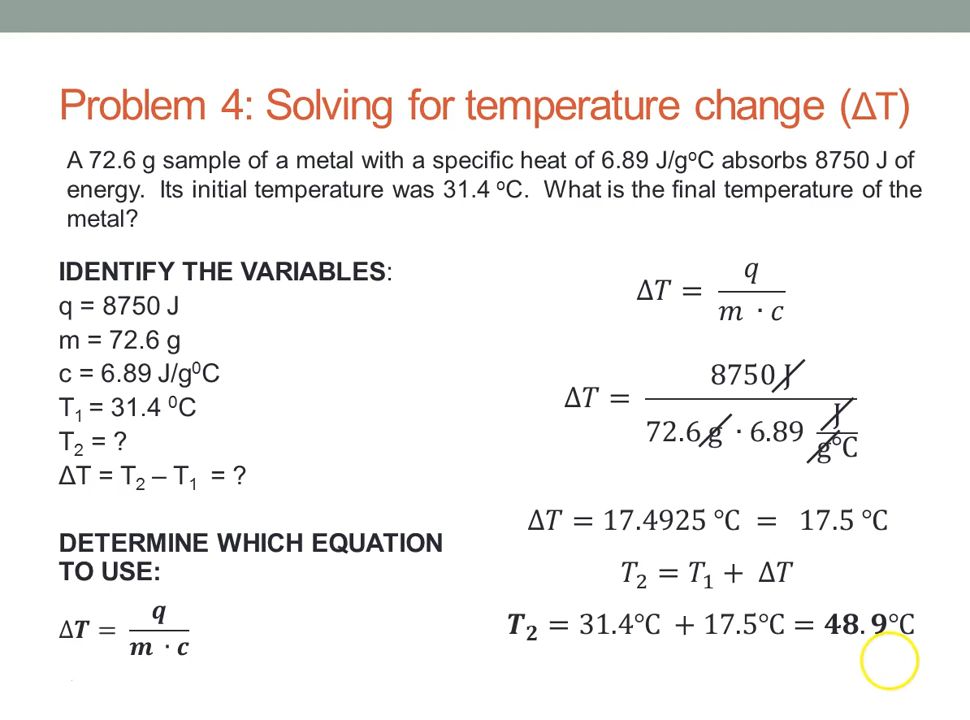 Problem 4: Solving for temperature change (ΔT)
A 72.6 g sample of a metal with a specific heat of 6.89 J/g°C absorbs 8750 J of
energy. Its initial temperature was 31.4 °C. What is the final temperature of the
metal?
IDENTIFY THE VARIABLES:
q = 8750 J
m = 72.6 g
c = 6.89 J/g⁰C
T₁ = 31.4 ⁰C
T₂ = ?
ΔT = T₂ – T₁ = ?
DETERMINE WHICH EQUATION
TO USE:
ΔT = q / (m · c)
ΔT = q / (m · c)
ΔT = 8750 J / (72.6 g · 6.89 J/g°C)
ΔT = 17.4925 °C = 17.5 °C
T₂ = T₁ + ΔT
T₂ = 31.4°C + 17.5°C = 48.9°C